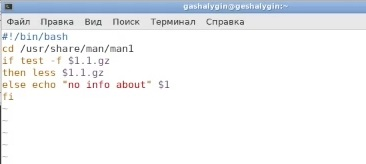 gashalygin@geshalygin:~
Файл Правка Вид Поиск Терминал Справка
#!/bin/bash
cd /usr/share/man/man1
if test -f $1.1.gz
then less $1.1.gz
else echo "no info about" $1
fi
~
~
~
~
~